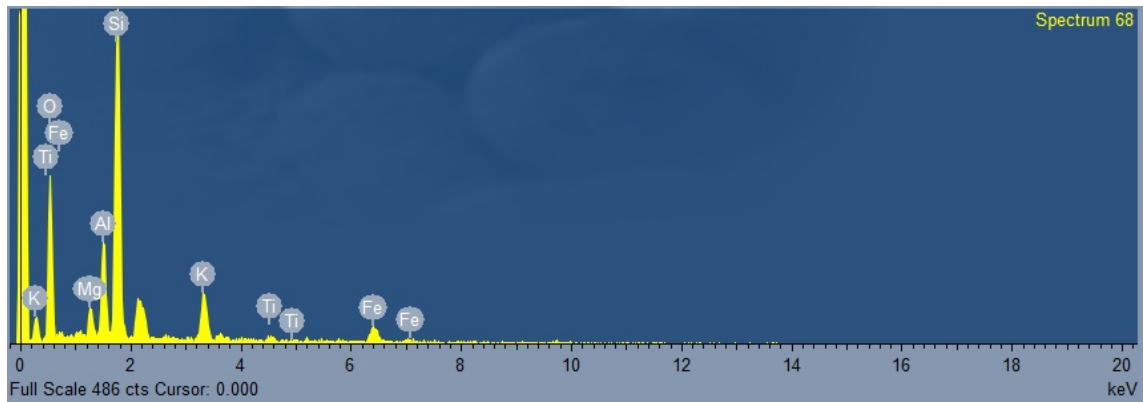 Spectrum 68
Si
O
Fe
Ti
Al
K
Mg
K
Ti
Ti
Fe
Fe
0 2 4 6 8 10 12 14 16 18 20
Full Scale 486 cts Cursor: 0.000 keV